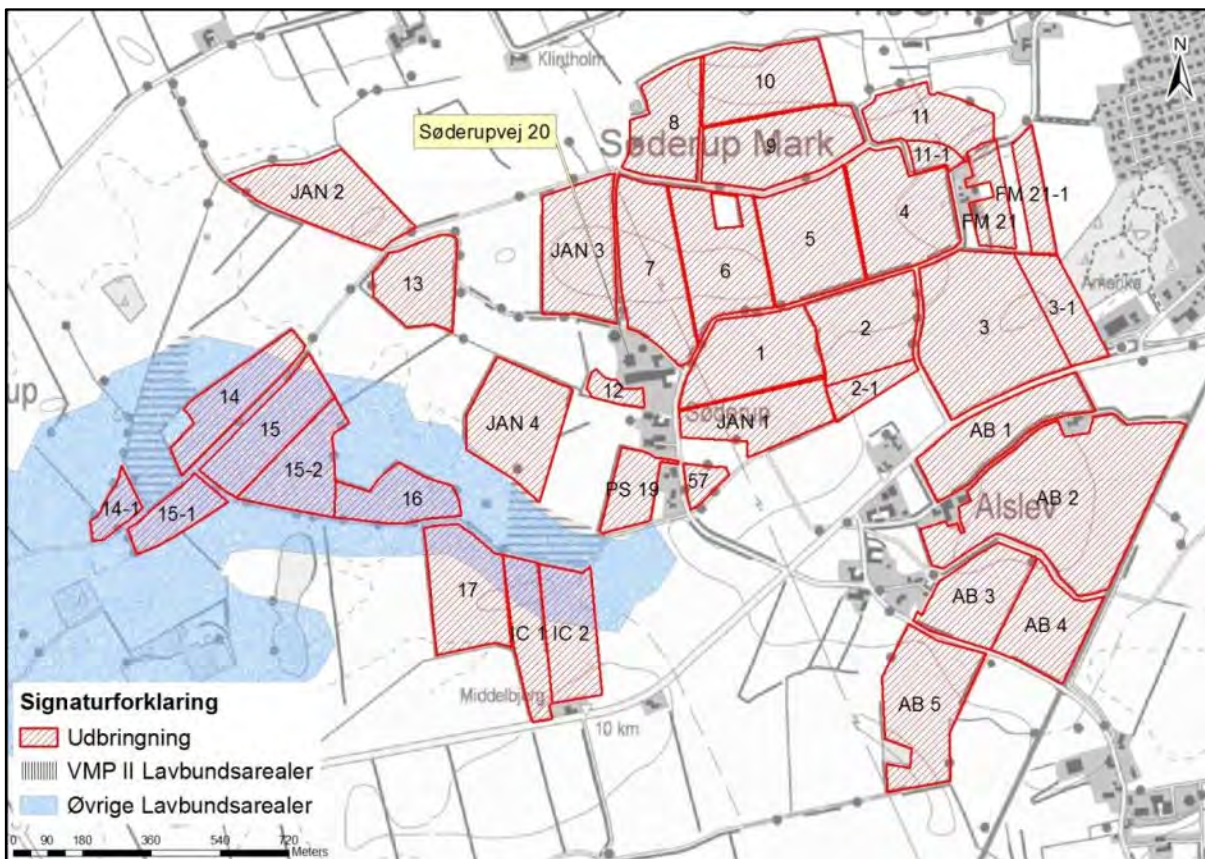 N
Klintholm
Søderupvej 20
10
8
9
Søderup Mark
11
11-1
JAN 2
FM 21-1
FM 21
JAN 3
7
6
5
4
13
3
3-1
Amerika
2
1
2-1
12
JAN 1
Søderup
14
15
15-2
JAN 4
AB 1
16
PS 19
57
AB 2
Alslev
14-1
15-1
17
IC 1
IC 2
AB 3
AB 4
AB 5
Middelbjerg
10 km
up
Signaturforklaring
Udbringning
VMP II Lavbundsarealer
Øvrige Lavbundsarealer
0 90 180 360 540 720
Meters